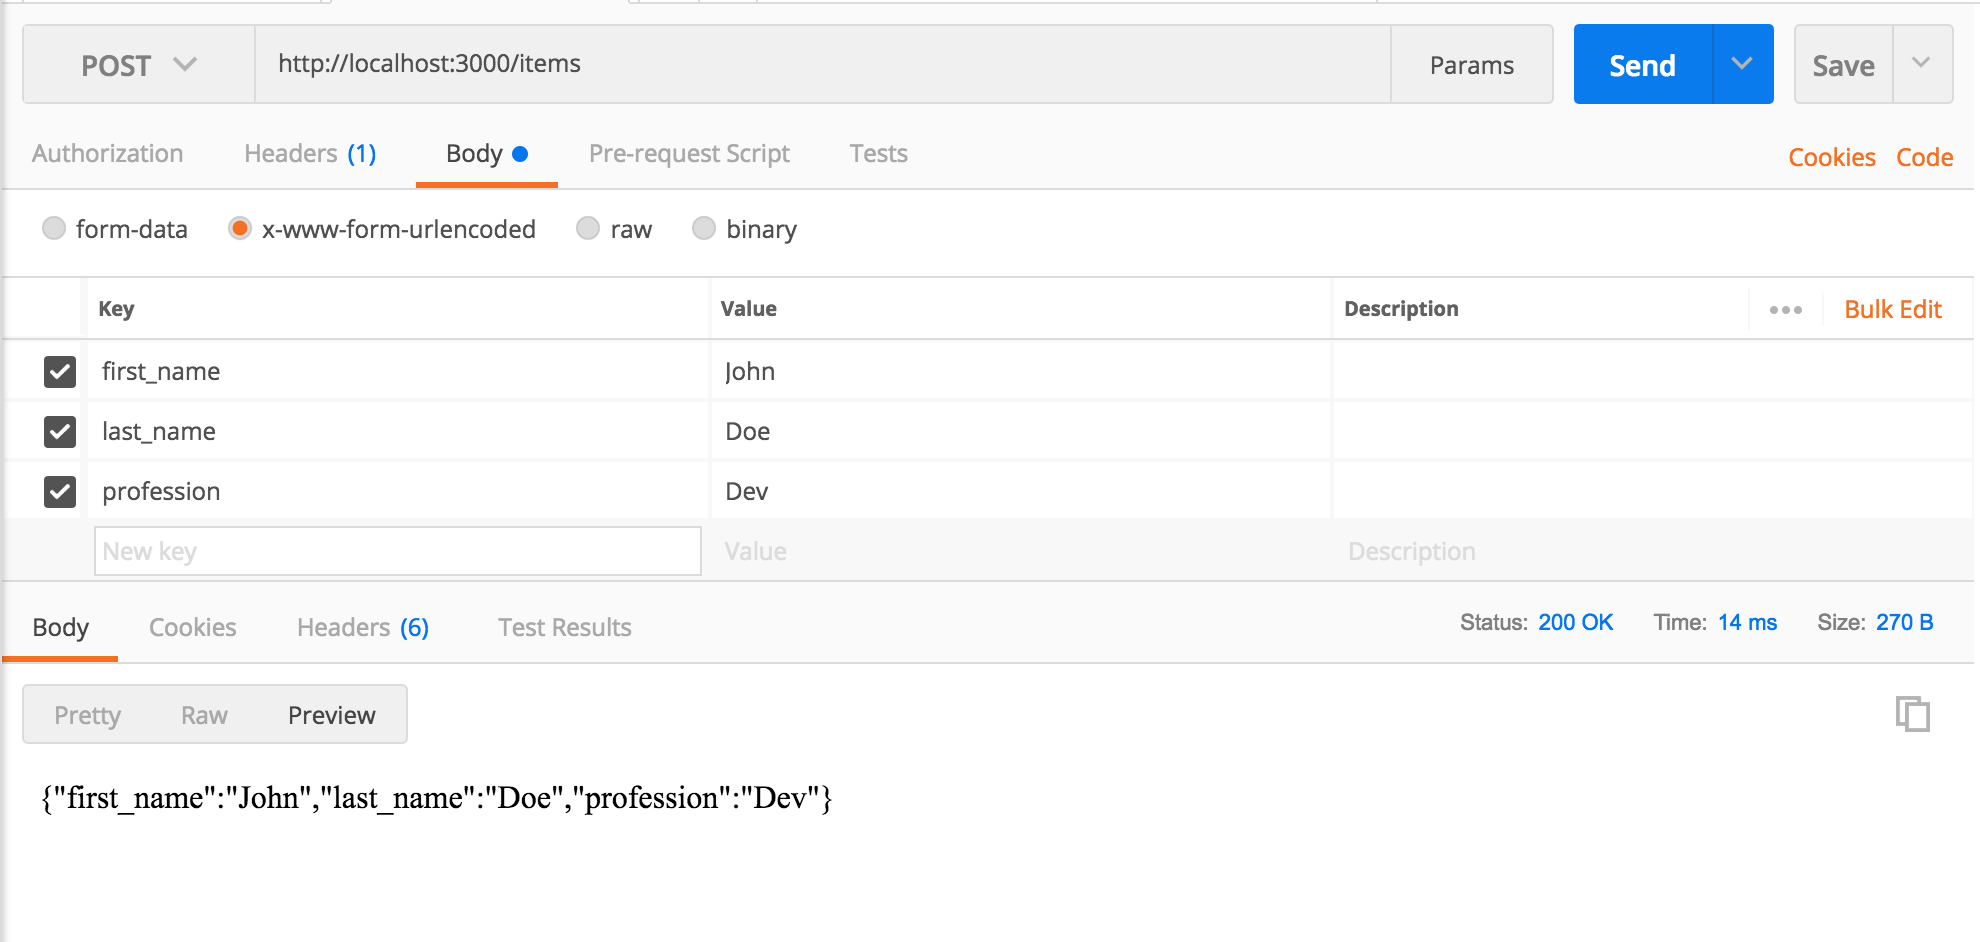 POST http://localhost:3000/items Params Send Save
Authorization Headers (1) Body Pre-request Script Tests Cookies Code
form-data x-www-form-urlencoded raw binary
Key Value Description Bulk Edit
first_name John
last_name Doe
profession Dev
New key Value Description
Body Cookies Headers (6) Test Results Status: 200 OK Time: 14 ms Size: 270 B
Pretty Raw Preview
{"first_name":"John","last_name":"Doe","profession":"Dev"}